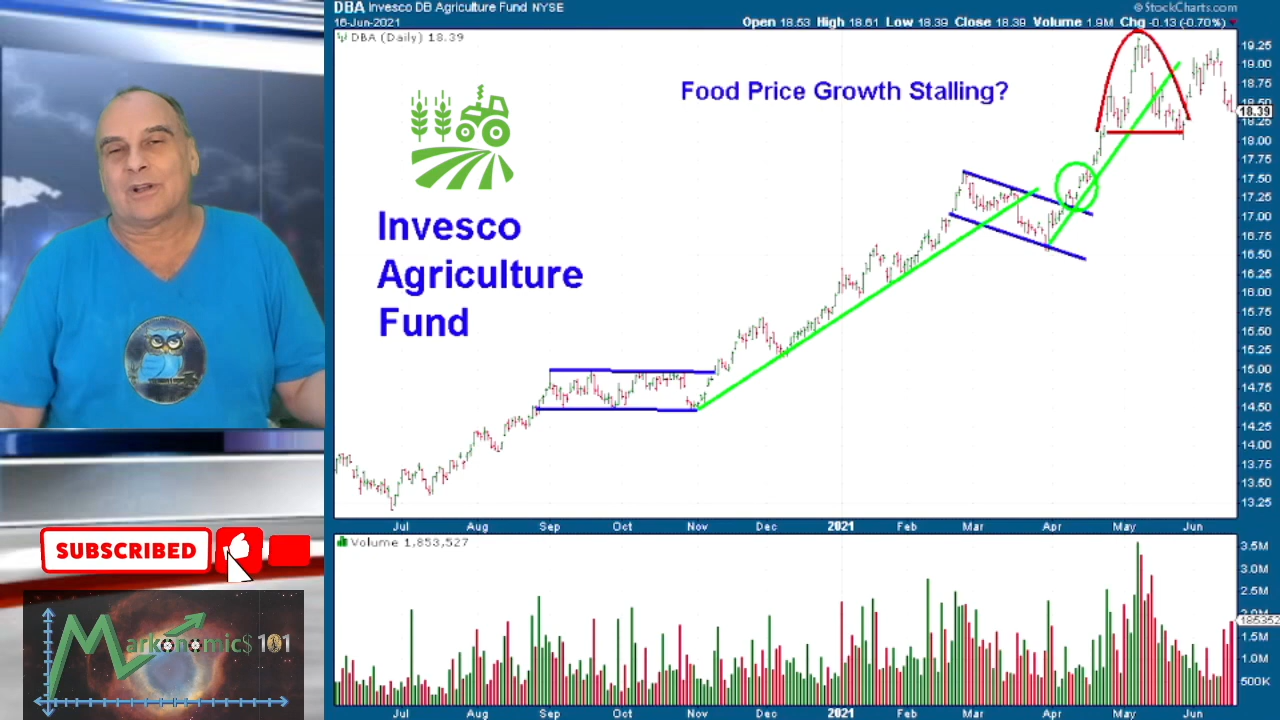 DBA Invesco DB Agriculture Fund NYSE
© StockCharts.com
16-Jun-2021
Open 18.53 High 18.61 Low 18.39 Close 18.39 Volume 1.9M Chg -0.13 (-0.70%)
DBA (Daily) 18.39
Food Price Growth Stalling?
Invesco
Agriculture
Fund
19.25
19.00
18.75
18.50
18.39
18.25
18.00
17.75
17.50
17.25
17.00
16.75
16.50
16.25
16.00
15.75
15.50
15.25
15.00
14.75
14.50
14.25
14.00
13.75
13.50
13.25
Jul Aug Sep Oct Nov Dec 2021 Feb Mar Apr May Jun
Volume 1,853,527
3.5M
3.0M
2.5M
2.0M
1.5M
1.0M
500K
Jul Aug Sep Oct Nov Dec 2021 Feb Mar Apr May Jun
SUBSCRIBED
Markonomic$ 101